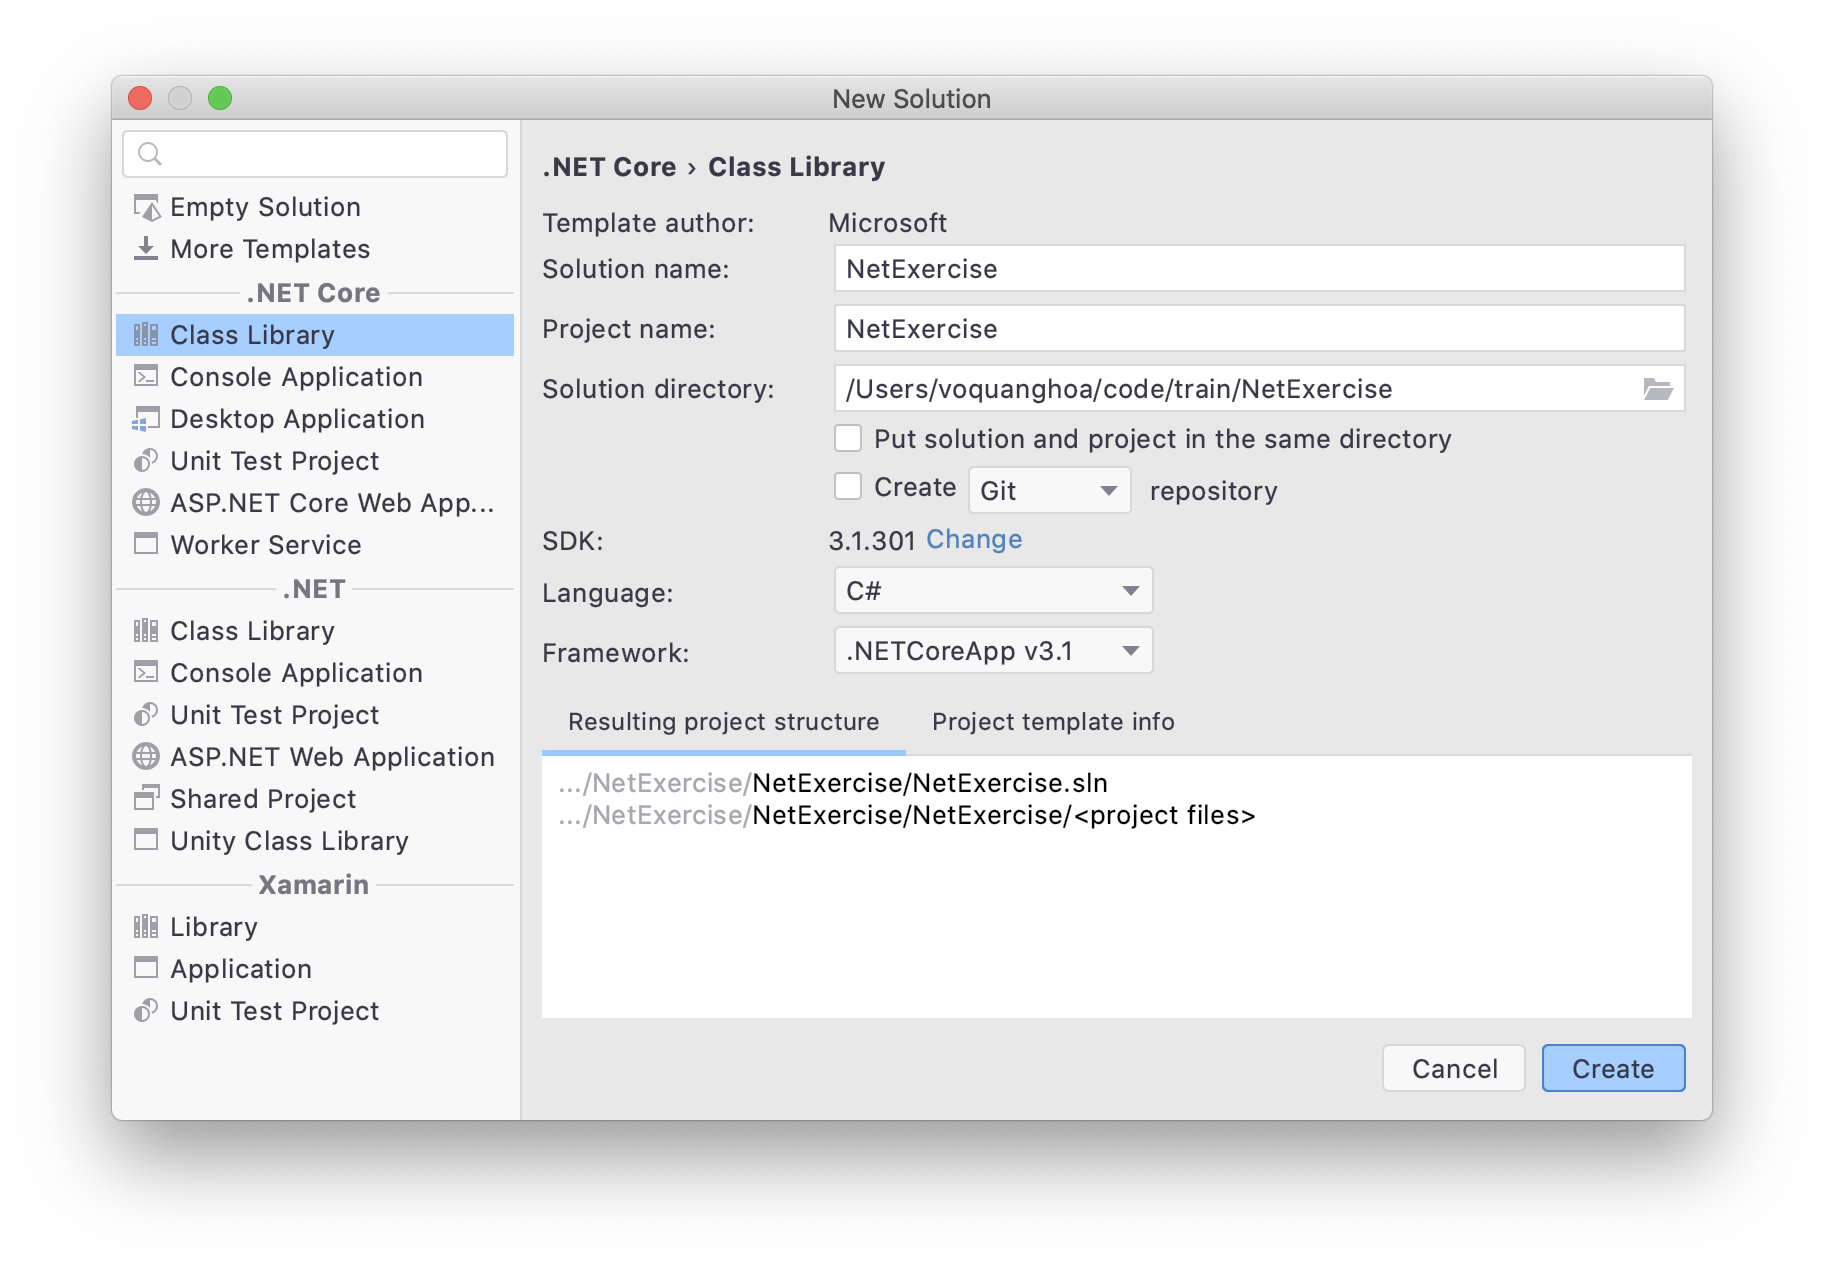 New Solution
Empty Solution
More Templates
.NET Core
Class Library
Console Application
Desktop Application
Unit Test Project
ASP.NET Core Web App...
Worker Service
.NET
Class Library
Console Application
Unit Test Project
ASP.NET Web Application
Shared Project
Unity Class Library
Xamarin
Library
Application
Unit Test Project
.NET Core › Class Library
Template author: Microsoft
Solution name: NetExercise
Project name: NetExercise
Solution directory: /Users/voquanghoa/code/train/NetExercise
Put solution and project in the same directory
Create Git repository
SDK: 3.1.301 Change
Language: C#
Framework: .NETCoreApp v3.1
Resulting project structure Project template info
.../NetExercise/NetExercise/NetExercise.sln
.../NetExercise/NetExercise/NetExercise/<project files>
Cancel Create